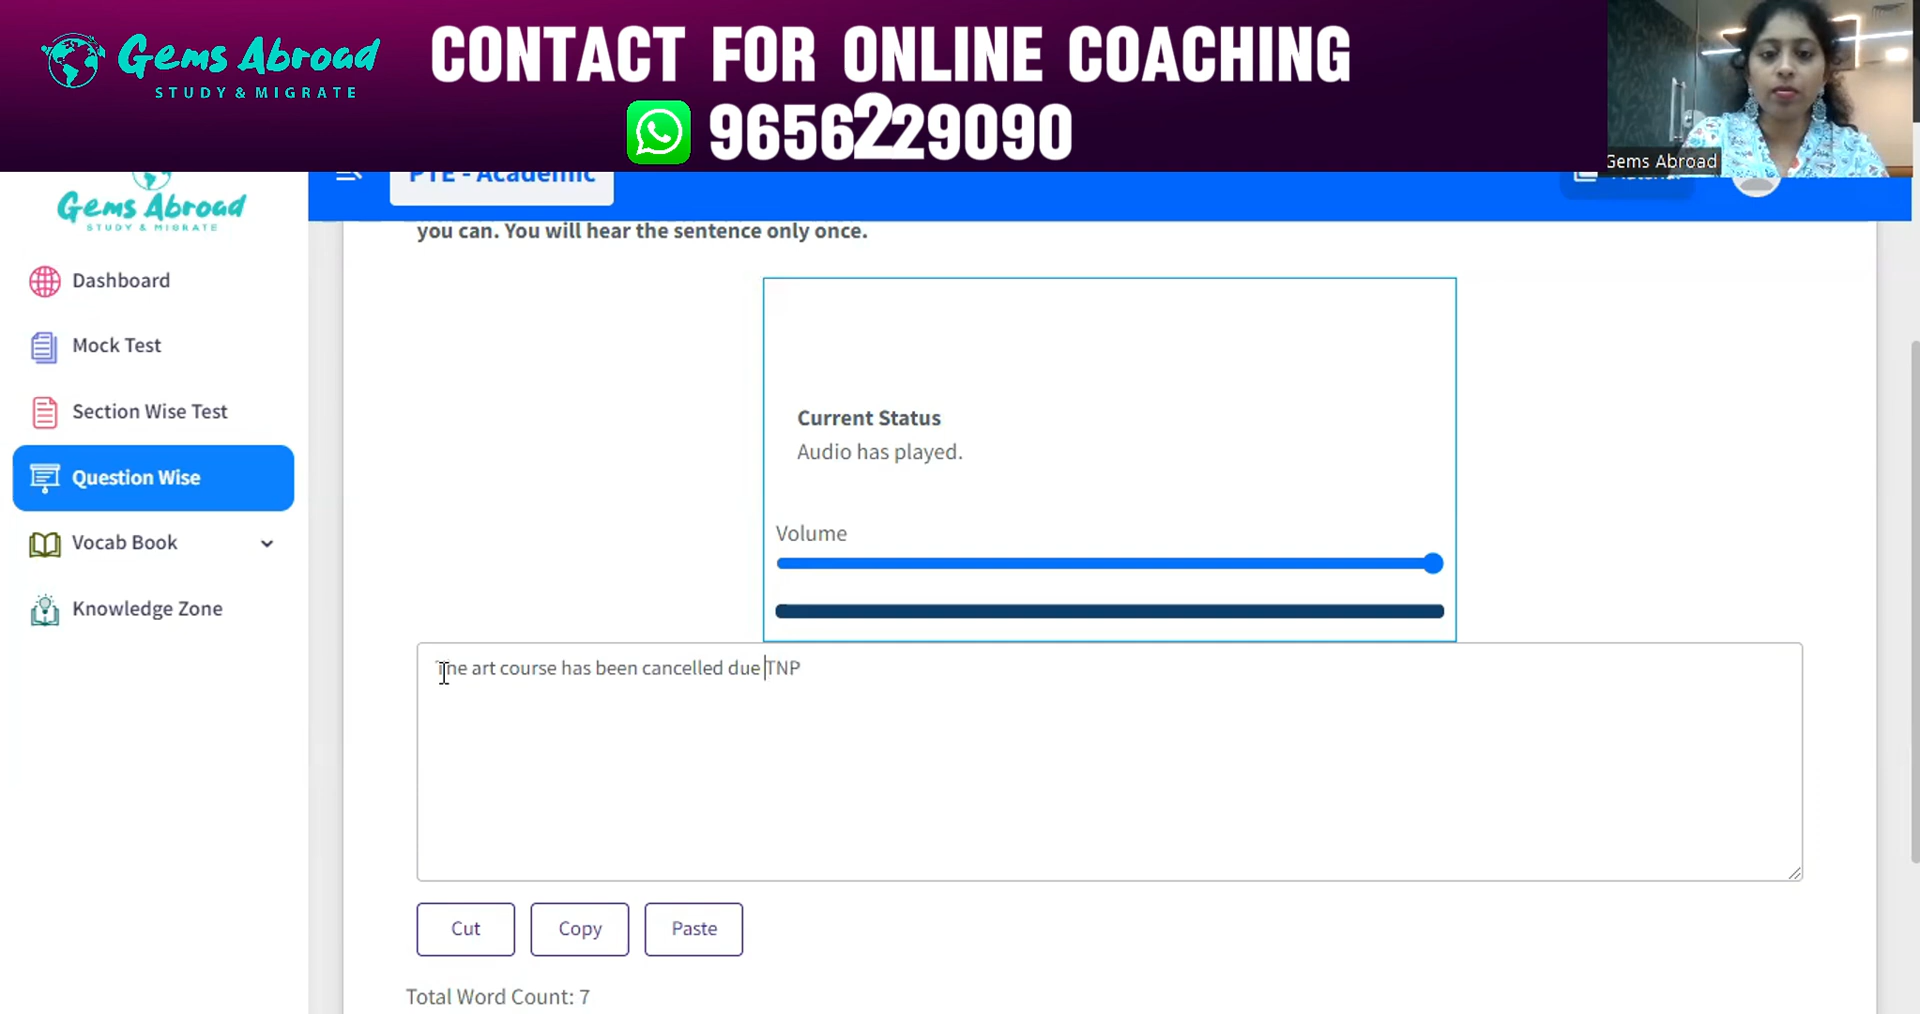 Gems Abroad
STUDY & MIGRATE
CONTACT FOR ONLINE COACHING
9656229090
Gems Abroad
PTE - Academic
Material
Gems Abroad
STUDY & MIGRATE
you can. You will hear the sentence only once.
Dashboard
Mock Test
Section Wise Test
Question Wise
Vocab Book
Knowledge Zone
Current Status
Audio has played.
Volume
The art course has been cancelled due TNP
Cut
Copy
Paste
Total Word Count: 7